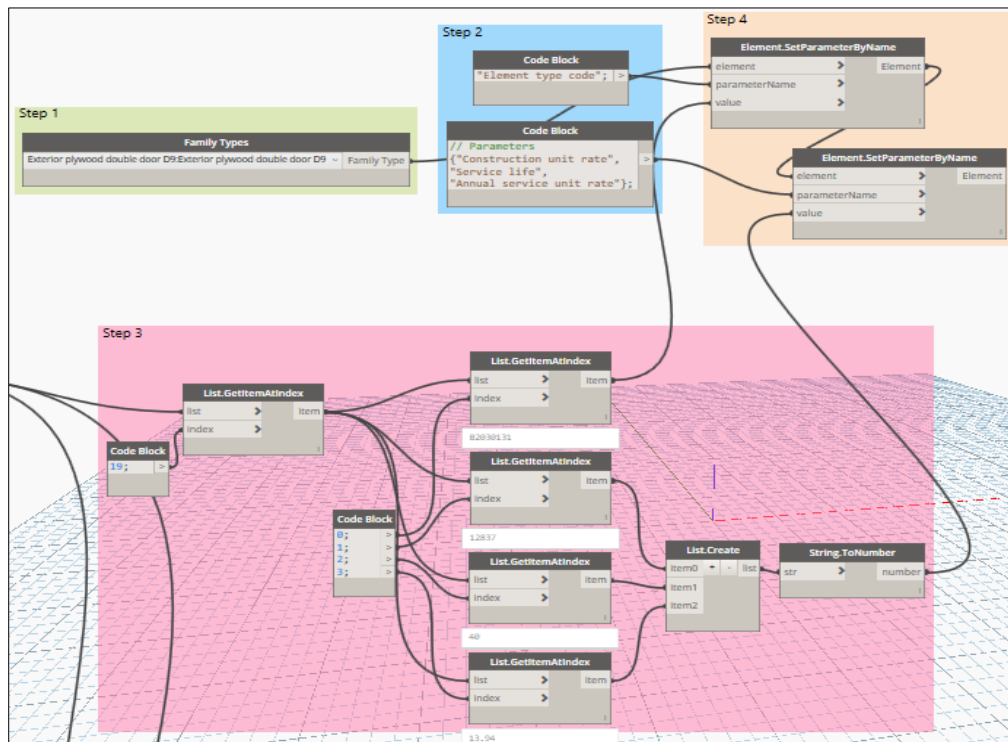 Step 1
Family Types
Exterior plywood double door D9:Exterior plywood double door D9
Family Type
Step 2
Code Block
"Element type code"; >
Code Block
// Parameters
{"Construction unit rate",
"Service life",
"Annual service unit rate"};
>
Step 4
Element.SetParameterByName
element > Element
parameterName >
value >
Element.SetParameterByName
element > Element
parameterName >
value >
Step 3
List.GetItemAtIndex
list > item
index >
Code Block
19; >
Code Block
0; >
1; >
2; >
3; >
List.GetItemAtIndex
list > item
index >
82030131
List.GetItemAtIndex
list > item
index >
12837
List.GetItemAtIndex
list > item
index >
40
List.GetItemAtIndex
list > item
index >
13.94
List.Create
item0 + - list
item1
item2
String.ToNumber
str > number